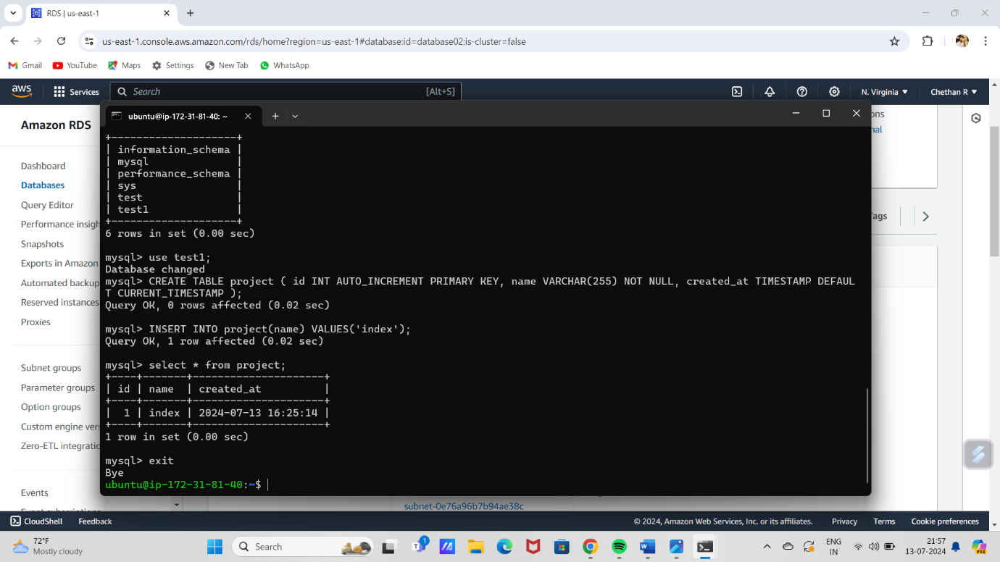 RDS | us-east-1
us-east-1.console.aws.amazon.com/rds/home?region=us-east-1#database:id=database02;is-cluster=false
Gmail YouTube Maps Settings New Tab WhatsApp
aws Services Search [Alt+S] N. Virginia Chethan R
ubuntu@ip-172-31-81-40: ~
Amazon RDS
Dashboard
Databases
Query Editor
Performance insigh
Snapshots
Exports in Amazon
Automated backup
Reserved instances
Proxies
Subnet groups
Parameter groups
Option groups
Custom engine ver
Zero-ETL integratio
Events
Event subscriptions
+--------------------+
| information_schema |
| mysql              |
| performance_schema |
| sys                |
| test               |
| test1              |
+--------------------+
6 rows in set (0.00 sec)
mysql> use test1;
Database changed
mysql> CREATE TABLE project ( id INT AUTO_INCREMENT PRIMARY KEY, name VARCHAR(255) NOT NULL, created_at TIMESTAMP DEFAUL
T CURRENT_TIMESTAMP );
Query OK, 0 rows affected (0.02 sec)
mysql> INSERT INTO project(name) VALUES('index');
Query OK, 1 row affected (0.02 sec)
mysql> select * from project;
+----+-------+---------------------+
| id | name  | created_at          |
+----+-------+---------------------+
|  1 | index | 2024-07-13 16:25:14 |
+----+-------+---------------------+
1 row in set (0.00 sec)
mysql> exit
Bye
ubuntu@ip-172-31-81-40:~$
ons
nal
Tags
subnet-0e76a96b7b94ae38c
CloudShell Feedback © 2024, Amazon Web Services, Inc. or its affiliates. Privacy Terms Cookie preferences
72°F
Mostly cloudy
Search
1
ENG
IN
21:57
13-07-2024
PRE